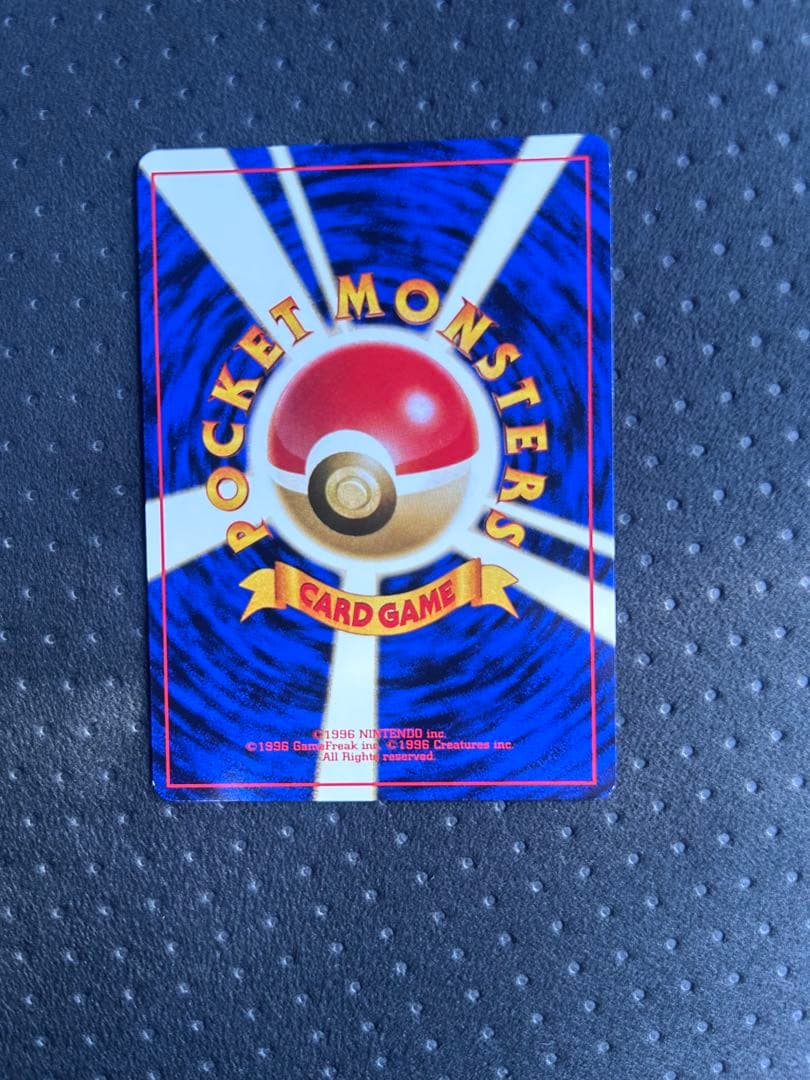 POCKET MONSTERS
CARD GAME
©1996 NINTENDO inc.
©1996 GameFreak inc. ©1996 Creatures inc.
All Rights reserved.